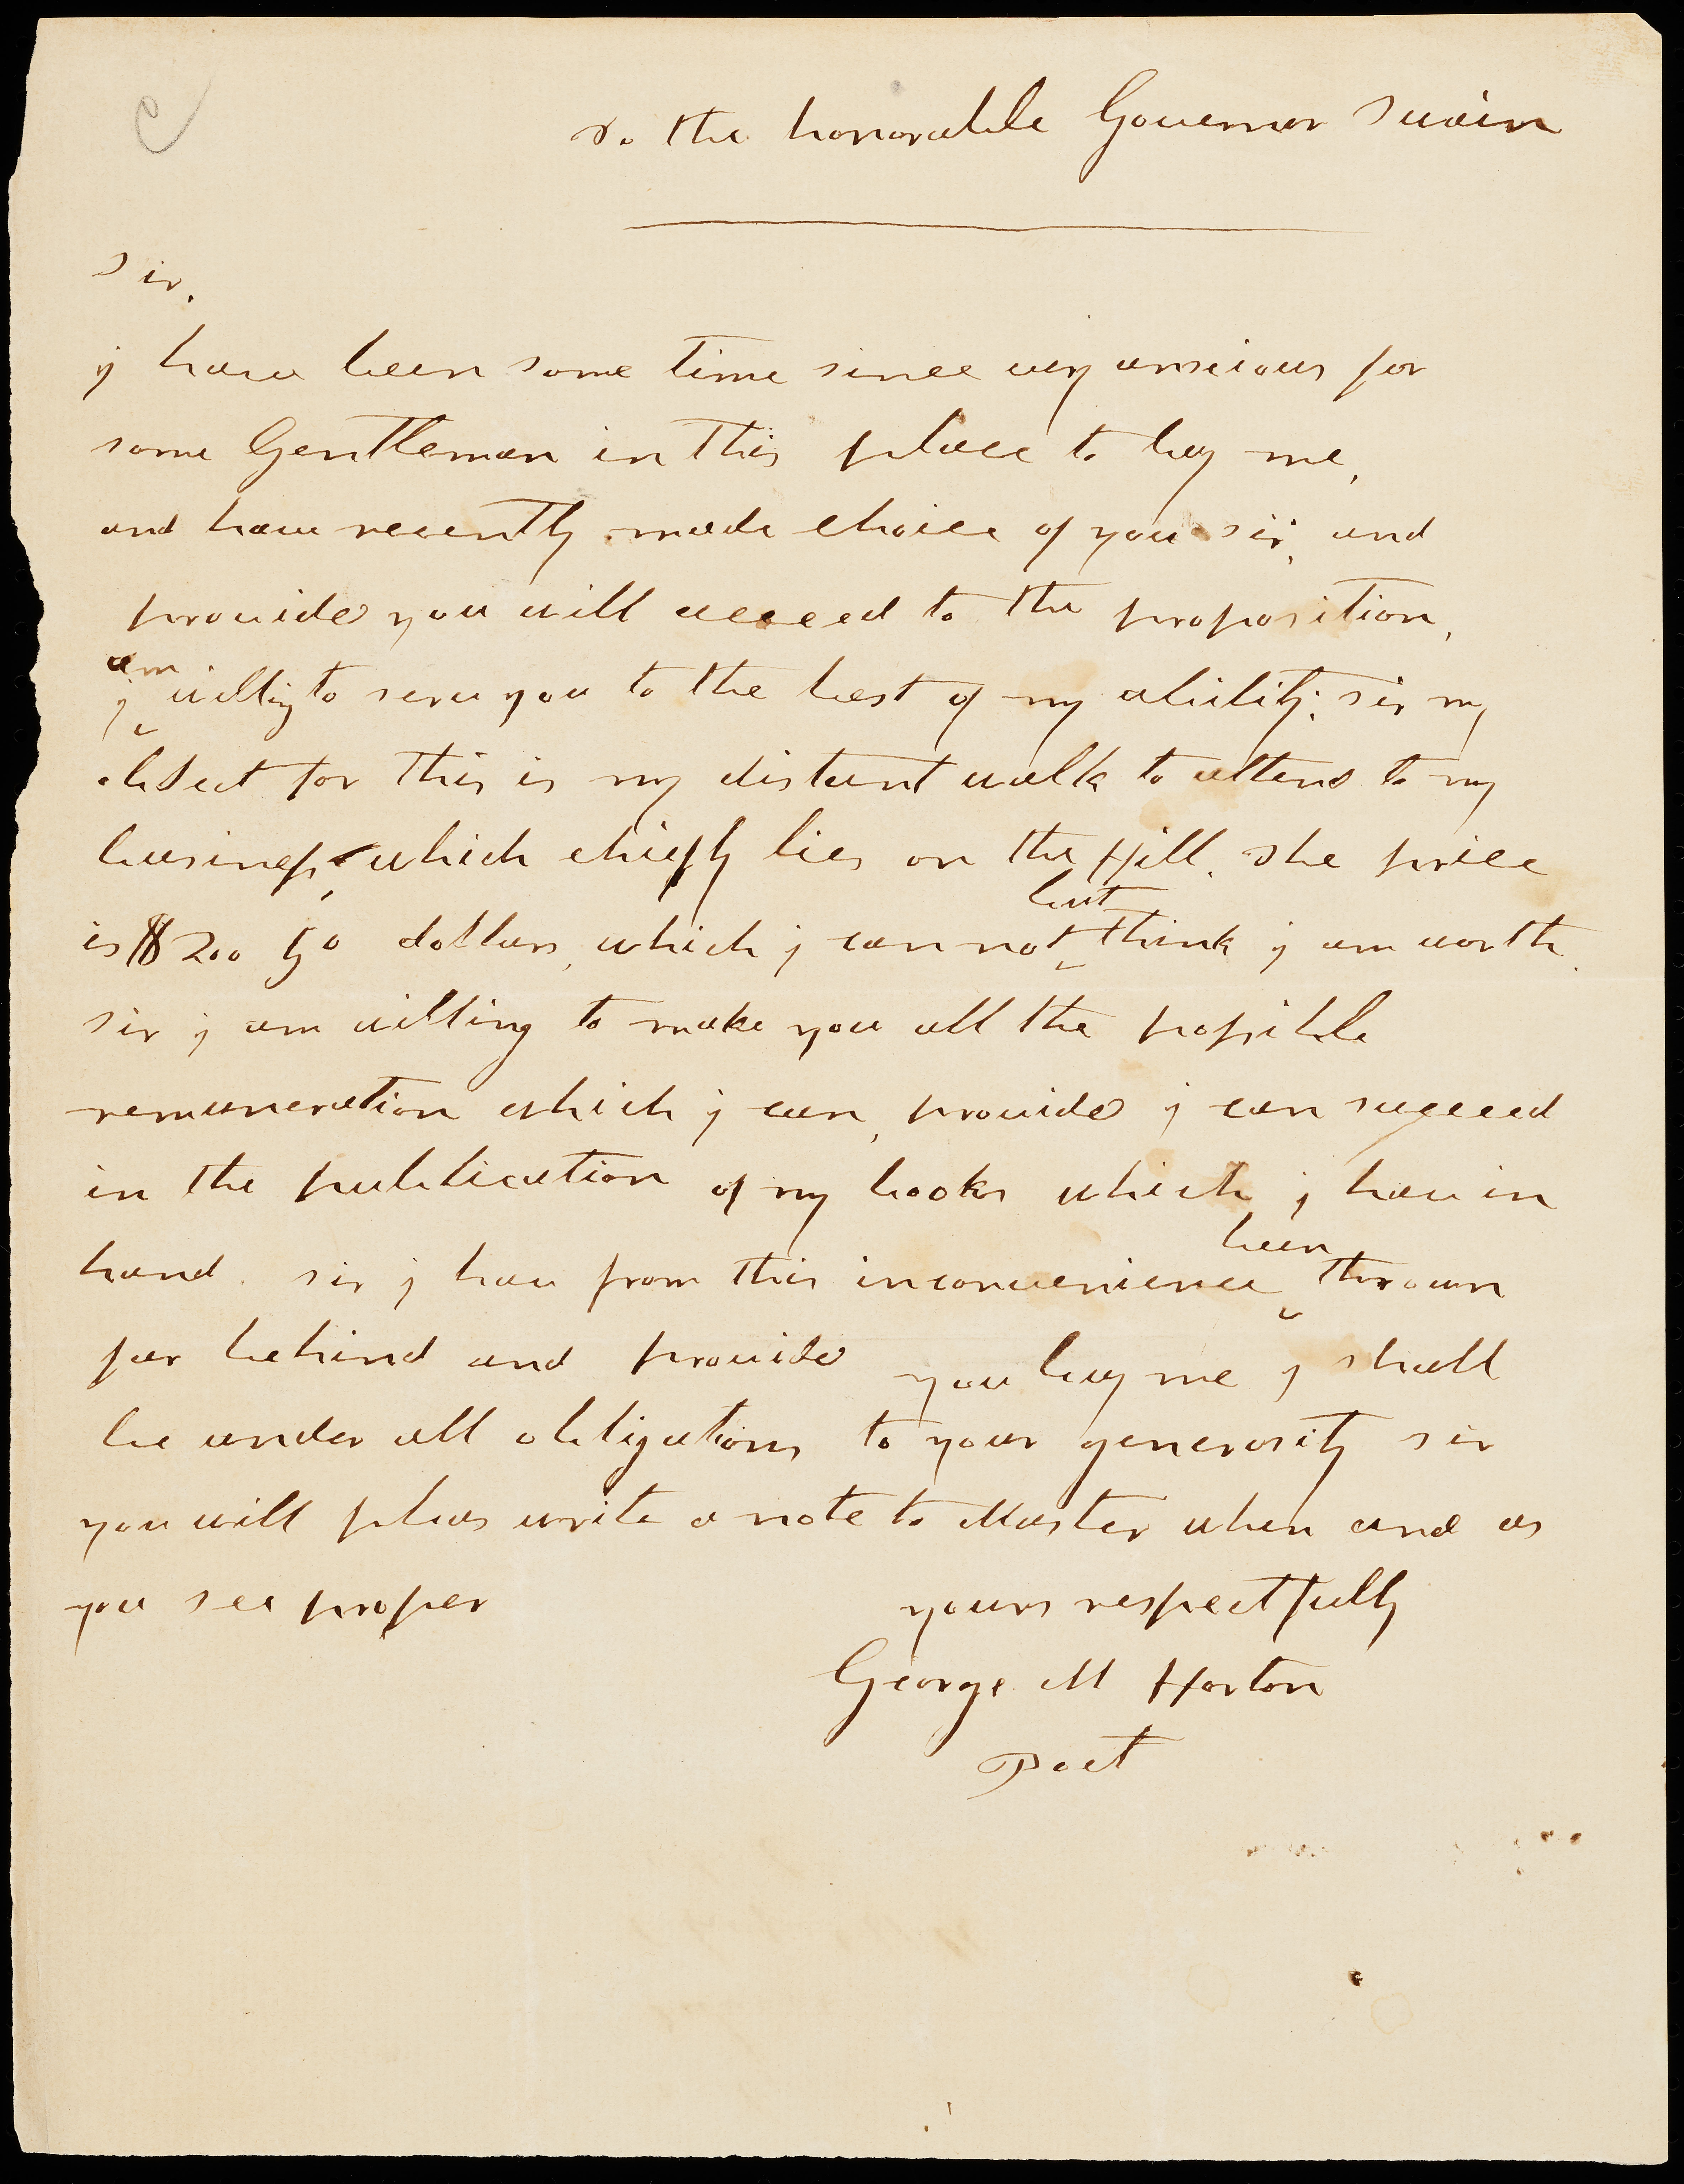 To the honorable Governor Swain
Sir.
j have been some time since very anxious for
some Gentleman in this place to buy me,
and have recently made choice of you sir, and
provided you will acceed to the proposition,
am
j willing to serve you to the best of my ability; sir my
object for this is my distant walk to attend to my
business, which chiefly lies on the Hill. The price
but
is $ 200 50 dollars, which j can not think j am worth.
sir j am willing to make you all the possible
remuneration which j can, provided j can succeed
in the publication of my books which j have in
been
hand. sir j have from this inconvenience thrown
far behind and provided you buy me j shall
be under all obligations to your generosity sir
you will pleas write a note to Master when and as
you see proper yours respectfully
George M Horton
Poet